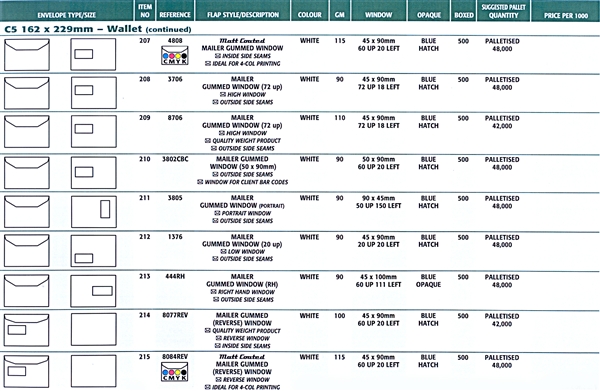 ENVELOPE TYPE/SIZE ITEM NO REFERENCE FLAP STYLE/DESCRIPTION COLOUR GM WINDOW OPAQUE BOXED SUGGESTED PALLET QUANTITY PRICE PER 1000
C5 162 x 229mm – Wallet (continued)
207 4808 Matt Coated WHITE 115 45 x 90mm BLUE 500 PALLETISED
MAILER GUMMED WINDOW 60 UP 20 LEFT HATCH 48,000
☒ INSIDE SIDE SEAMS
CMYK ☒ IDEAL FOR 4-COL PRINTING
208 3706 MAILER WHITE 90 45 x 90mm BLUE 500 PALLETISED
GUMMED WINDOW (72 up) 72 UP 18 LEFT HATCH 48,000
☒ HIGH WINDOW
☒ OUTSIDE SIDE SEAMS
209 8706 MAILER WHITE 110 45 x 90mm BLUE 500 PALLETISED
GUMMED WINDOW (72 up) 72 UP 18 LEFT HATCH 42,000
☒ HIGH WINDOW
☒ QUALITY WEIGHT PRODUCT
☒ OUTSIDE SIDE SEAMS
210 3802CBC MAILER GUMMED WHITE 90 50 x 90mm BLUE 500 PALLETISED
WINDOW (50 x 90mm) 60 UP 20 LEFT HATCH 48,000
☒ OUTSIDE SIDE SEAMS
☒ WINDOW FOR CLIENT BAR CODES
211 3805 MAILER WHITE 90 90 x 45mm BLUE 500 PALLETISED
GUMMED WINDOW (PORTRAIT) 50 UP 150 LEFT HATCH 48,000
☒ PORTRAIT WINDOW
☒ OUTSIDE SIDE SEAMS
212 1376 MAILER WHITE 90 45 x 90mm BLUE 500 PALLETISED
GUMMED WINDOW (20 up) 20 UP 20 LEFT HATCH 48,000
☒ LOW WINDOW
☒ OUTSIDE SIDE SEAMS
213 444RH MAILER WHITE 90 45 x 100mm BLUE 500 PALLETISED
GUMMED WINDOW (RH) 60 UP 111 LEFT OPAQUE 48,000
☒ RIGHT HAND WINDOW
☒ OUTSIDE SIDE SEAMS
214 8077REV MAILER GUMMED WHITE 100 45 x 90mm BLUE 500 PALLETISED
(REVERSE) WINDOW 60 UP 20 LEFT HATCH 42,000
☒ QUALITY WEIGHT PRODUCT
☒ REVERSE WINDOW
☒ INSIDE SIDE SEAMS
215 8084REV Matt Coated WHITE 115 45 x 90mm BLUE 500 PALLETISED
MAILER GUMMED 60 UP 20 LEFT HATCH 48,000
CMYK (REVERSE) WINDOW
☒ REVERSE WINDOW
☒ IDEAL FOR 4-COL PRINTING